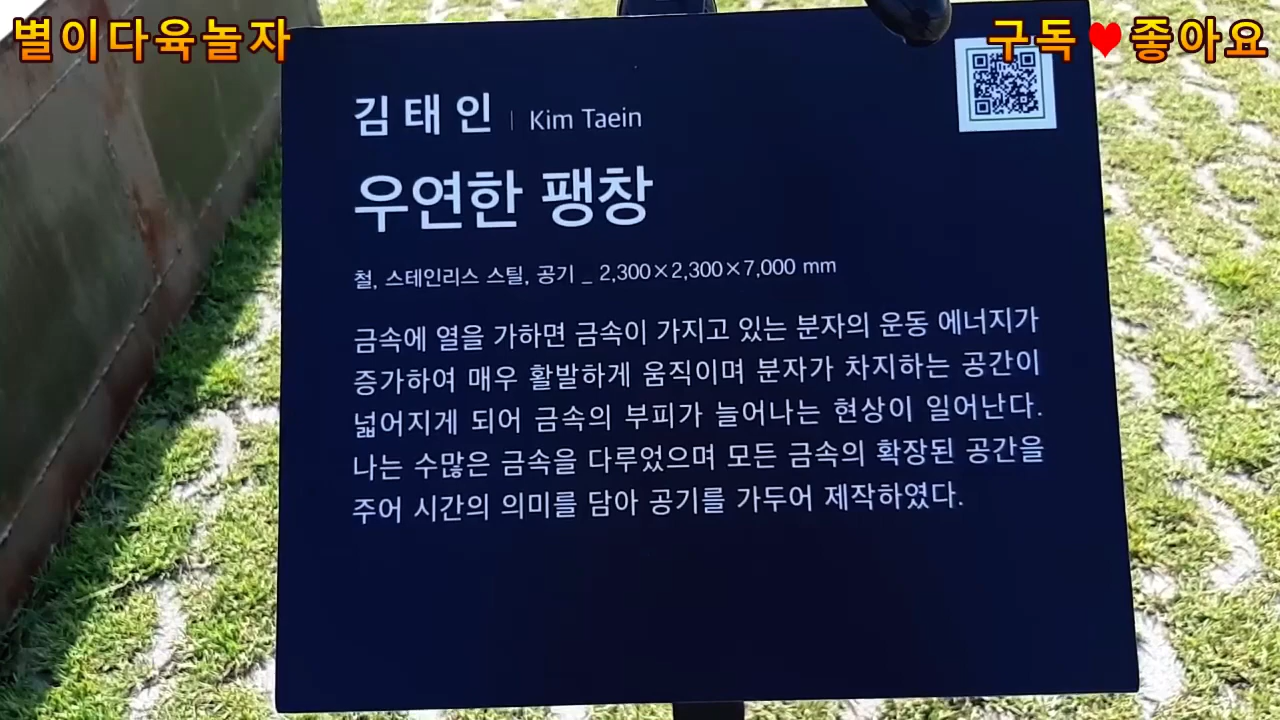 별이다육놀자
구독♥좋아요
김태인 | Kim Taein
우연한 팽창
철, 스테인리스 스틸, 공기 _ 2,300×2,300×7,000 mm
금속에 열을 가하면 금속이 가지고 있는 분자의 운동 에너지가
증가하여 매우 활발하게 움직이며 분자가 차지하는 공간이
넓어지게 되어 금속의 부피가 늘어나는 현상이 일어난다.
나는 수많은 금속을 다루었으며 모든 금속의 확장된 공간을
주어 시간의 의미를 담아 공기를 가두어 제작하였다.